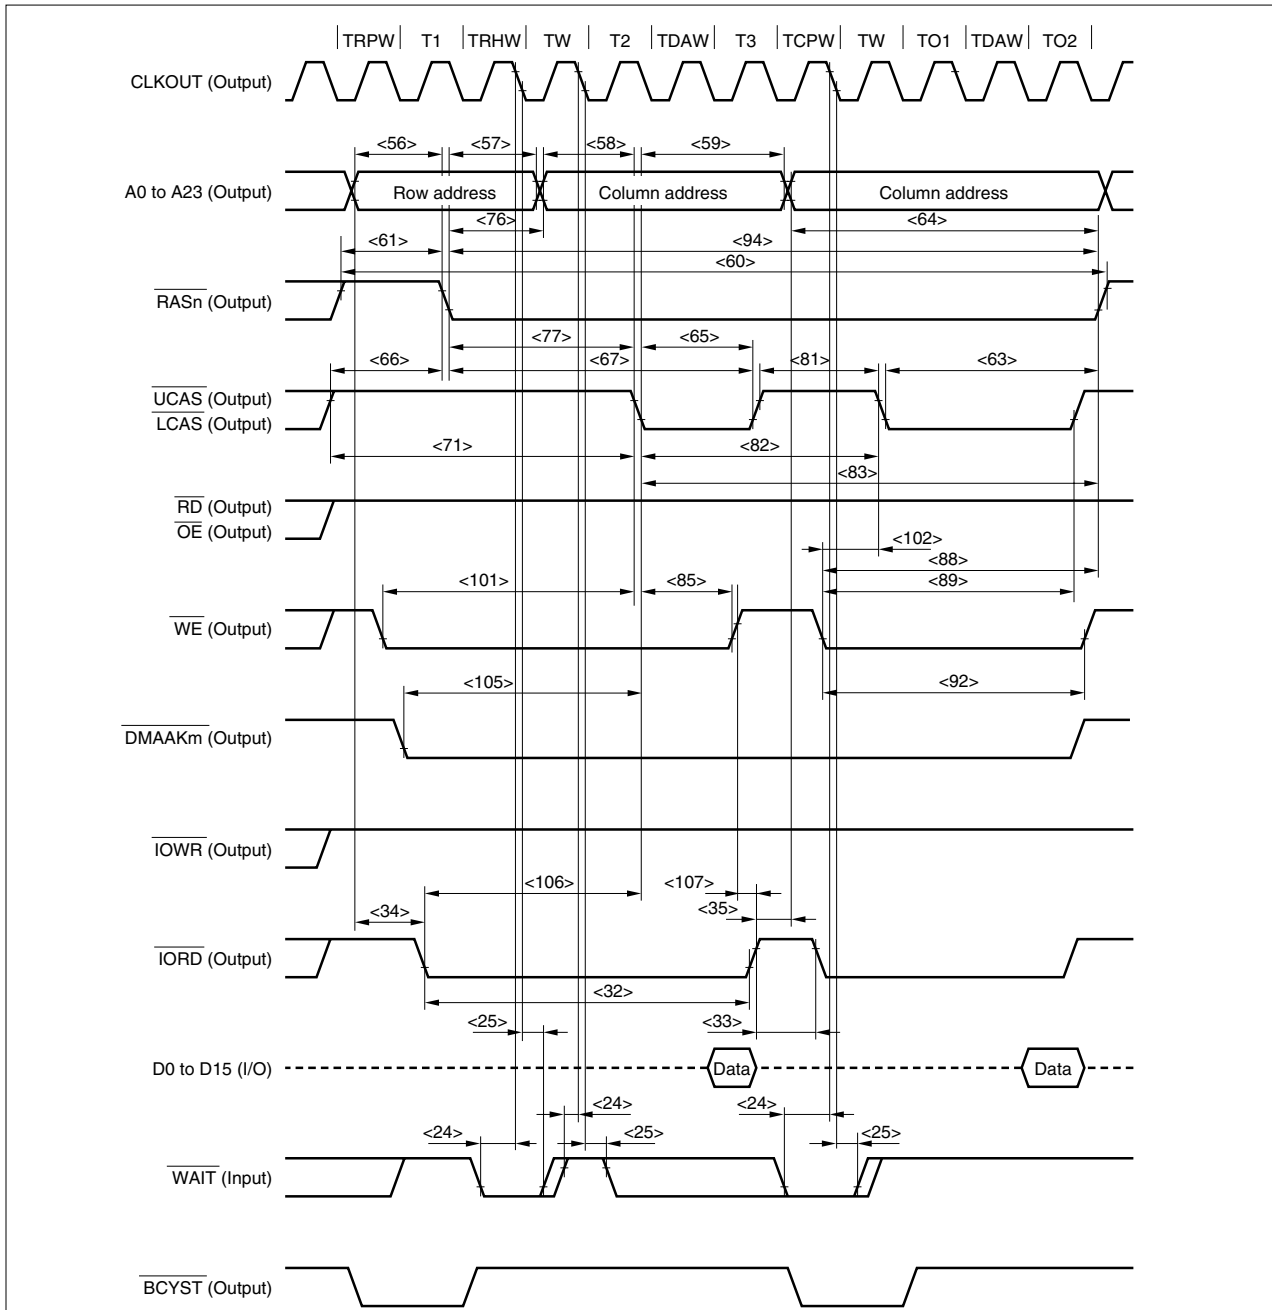 TRPW T1 TRHW TW T2 TDAW T3 TCPW TW TO1 TDAW TO2
CLKOUT (Output)
<56> <57> <58> <59>
A0 to A23 (Output) Row address Column address Column address
<76> <64>
<61> <94>
<60>
RASn (Output)
<77> <65>
<66> <67> <81> <63>
UCAS (Output)
LCAS (Output)
<71> <82>
<83>
RD (Output)
OE (Output)
<102>
<88>
<101> <85> <89>
WE (Output)
<105> <92>
DMAAKm (Output)
IOWR (Output)
<106> <107>
<34> <35>
IORD (Output)
<32>
<25> <33>
D0 to D15 (I/O) Data Data
<24> <24>
<24> <25> <25>
WAIT (Input)
BCYST (Output)